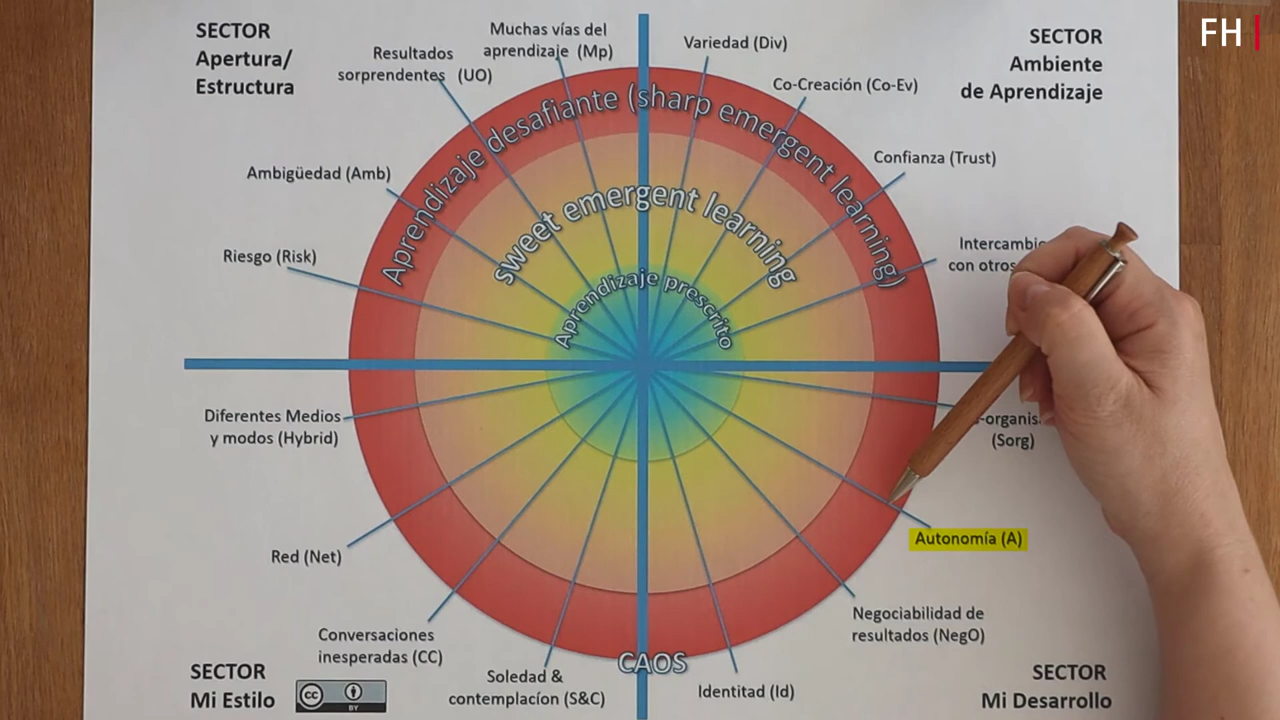 FH
SECTOR
Apertura/
Estructura
Resultados
sorprendentes (UO)
Muchas vías del
aprendizaje (Mp)
Variedad (Div)
Co-Creación (Co-Ev)
SECTOR
Ambiente
de Aprendizaje
Ambigüedad (Amb)
Confianza (Trust)
Riesgo (Risk)
con otros
Aprendizaje desafiante (sharp emergent learning)
sweet emergent learning
Aprendizaje prescrito
Diferentes Medios
y modos (Hybrid)
(Sorg)
Autonomía (A)
Red (Net)
Negociabilidad de
resultados (NegO)
Conversaciones
inesperadas (CC)
Soledad &
contemplacíon (S&C)
CAOS
Identitad (Id)
SECTOR
Mi Estilo
cc
BY
SECTOR
Mi Desarrollo